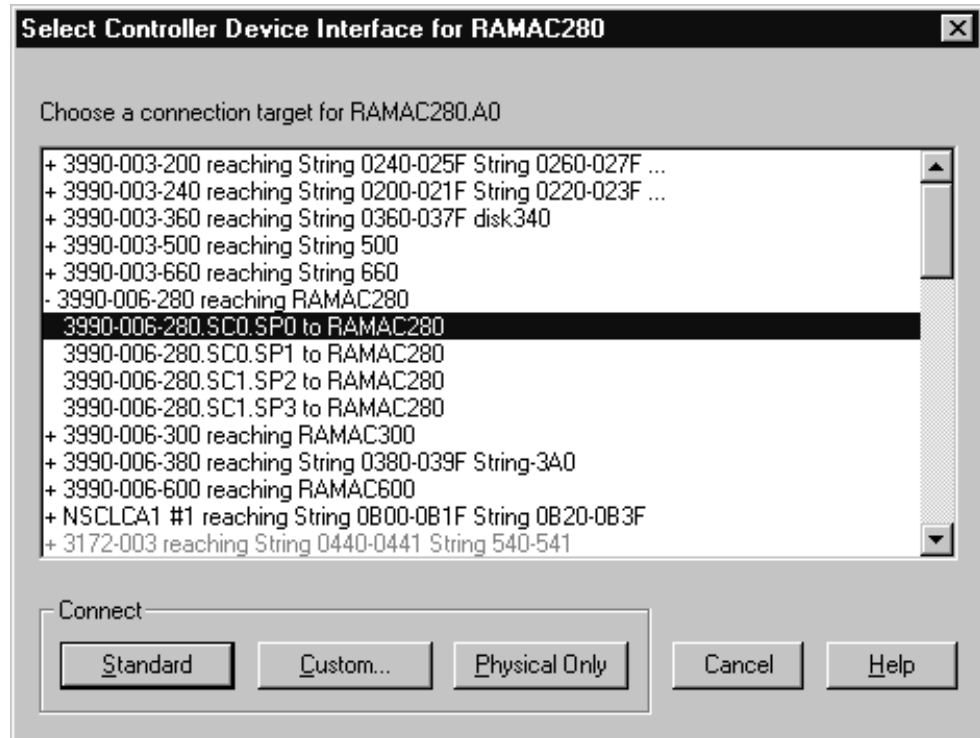 Select Controller Device Interface for RAMAC280
Choose a connection target for RAMAC280.A0
+ 3990-003-200 reaching String 0240-025F String 0260-027F ...
+ 3990-003-240 reaching String 0200-021F String 0220-023F ...
+ 3990-003-360 reaching String 0360-037F disk340
+ 3990-003-500 reaching String 500
+ 3990-003-660 reaching String 660
- 3990-006-280 reaching RAMAC280
3990-006-280.SC0.SP0 to RAMAC280
3990-006-280.SC0.SP1 to RAMAC280
3990-006-280.SC1.SP2 to RAMAC280
3990-006-280.SC1.SP3 to RAMAC280
+ 3990-006-300 reaching RAMAC300
+ 3990-006-380 reaching String 0380-039F String-3A0
+ 3990-006-600 reaching RAMAC600
+ NSCLCA1 #1 reaching String 0B00-0B1F String 0B20-0B3F
+ 3172-003 reaching String 0440-0441 String 540-541
Connect
Standard Custom... Physical Only Cancel Help